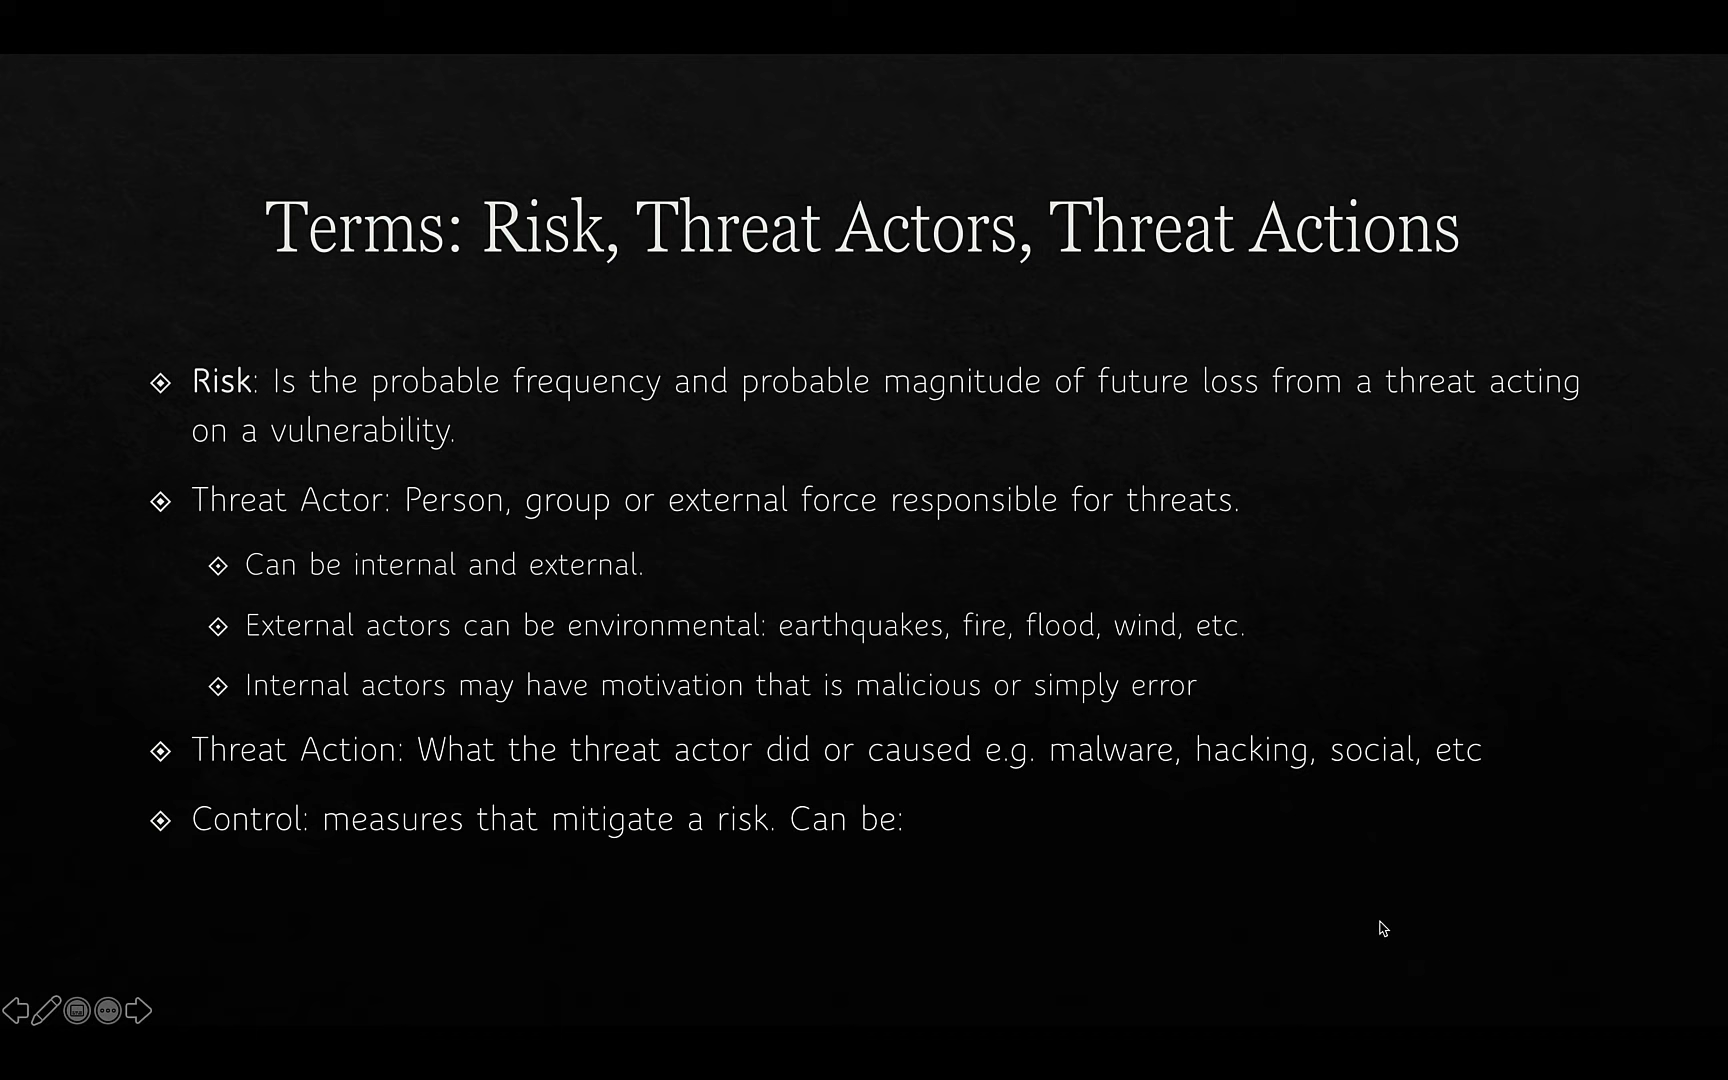 Terms: Risk, Threat Actors, Threat Actions
Risk: Is the probable frequency and probable magnitude of future loss from a threat acting
on a vulnerability.
Threat Actor: Person, group or external force responsible for threats.
Can be internal and external.
External actors can be environmental: earthquakes, fire, flood, wind, etc.
Internal actors may have motivation that is malicious or simply error
Threat Action: What the threat actor did or caused e.g. malware, hacking, social, etc
Control: measures that mitigate a risk. Can be: